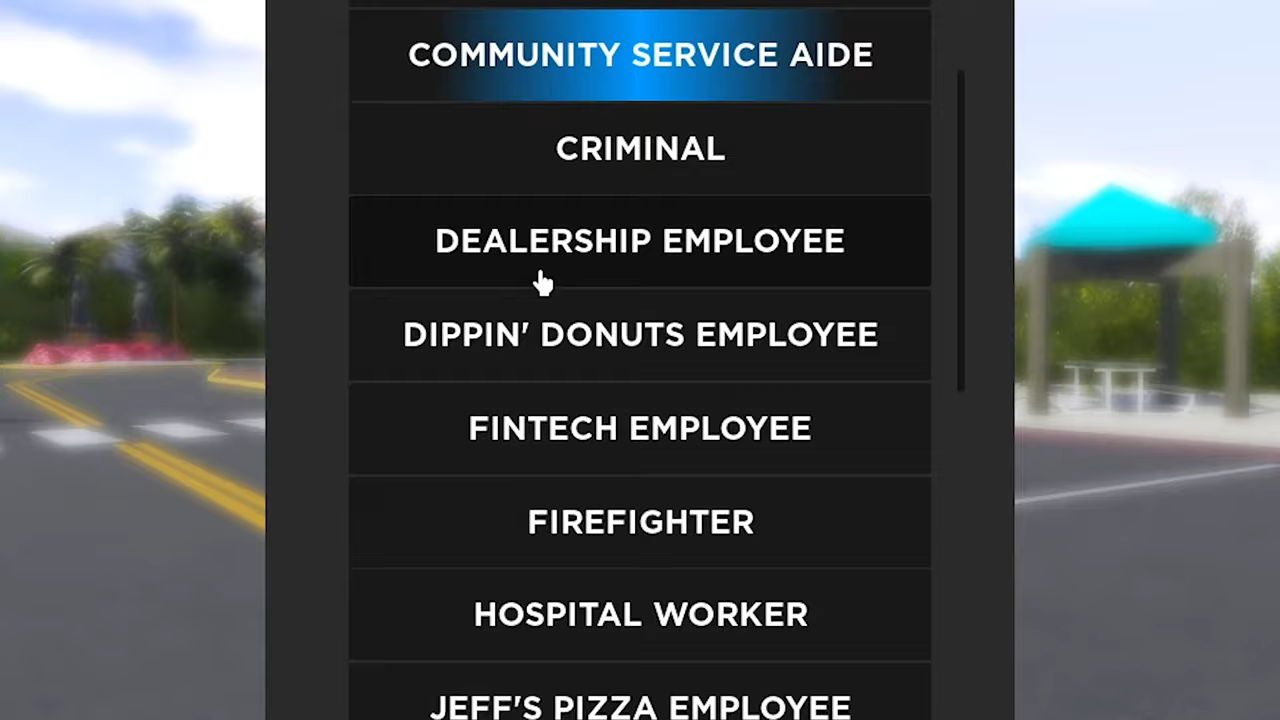 COMMUNITY SERVICE AIDE
CRIMINAL
DEALERSHIP EMPLOYEE
DIPPIN' DONUTS EMPLOYEE
FINTECH EMPLOYEE
FIREFIGHTER
HOSPITAL WORKER
JEFF'S PIZZA EMPLOYEE